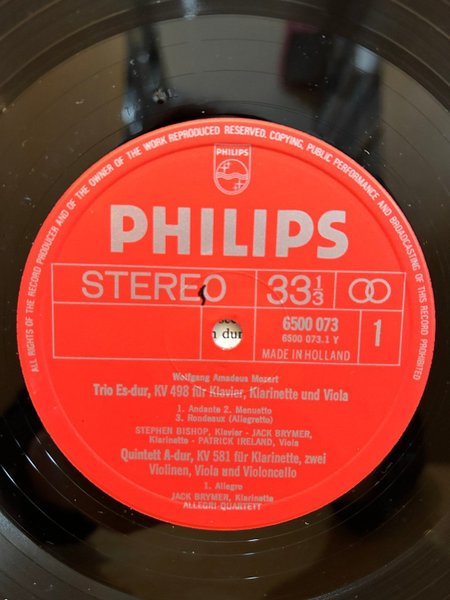 ALL RIGHTS OF THE RECORD PRODUCER AND OF THE OWNER OF THE WORK REPRODUCED RESERVED. COPYING, PUBLIC PERFORMANCE AND BROADCASTING OF THIS RECORD PROHIBITED
PHILIPS
PHILIPS
STEREO 33 1/3
6500 073
6500 073.1 Y
1
MADE IN HOLLAND
dur
Wolfgang Amadeus Mozart
Trio Es-dur, KV 498 für Klavier, Klarinette und Viola
1. Andante 2. Menuetto
3. Rondeaux (Allegretto)
STEPHEN BISHOP, Klavier - JACK BRYMER,
Klarinette - PATRICK IRELAND, Viola
Quintett A-dur, KV 581 für Klarinette, zwei
Violinen, Viola und Violoncello
1. Allegro
JACK BRYMER, Klarinette
ALLEGRI QUARTETT